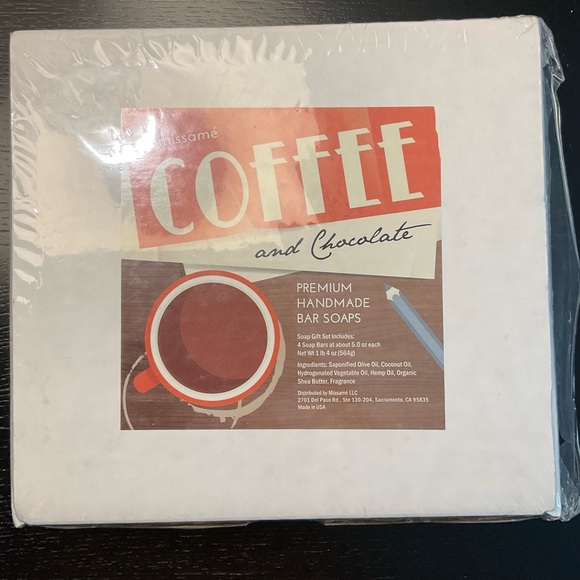 missamé
COFFEE
and Chocolate
PREMIUM
HANDMADE
BAR SOAPS
Soap Gift Set Includes:
4 Soap Bars at about 5.0 oz each
Net Wt 1 lb 4 oz (564g)
Ingredients: Saponified Olive Oil, Coconut Oil,
Hydrogenated Vegetable Oil, Hemp Oil, Organic
Shea Butter, Fragrance
Distributed by Missamé LLC
2701 Del Paso Rd., Ste 130-204, Sacramento, CA 95835
Made in USA